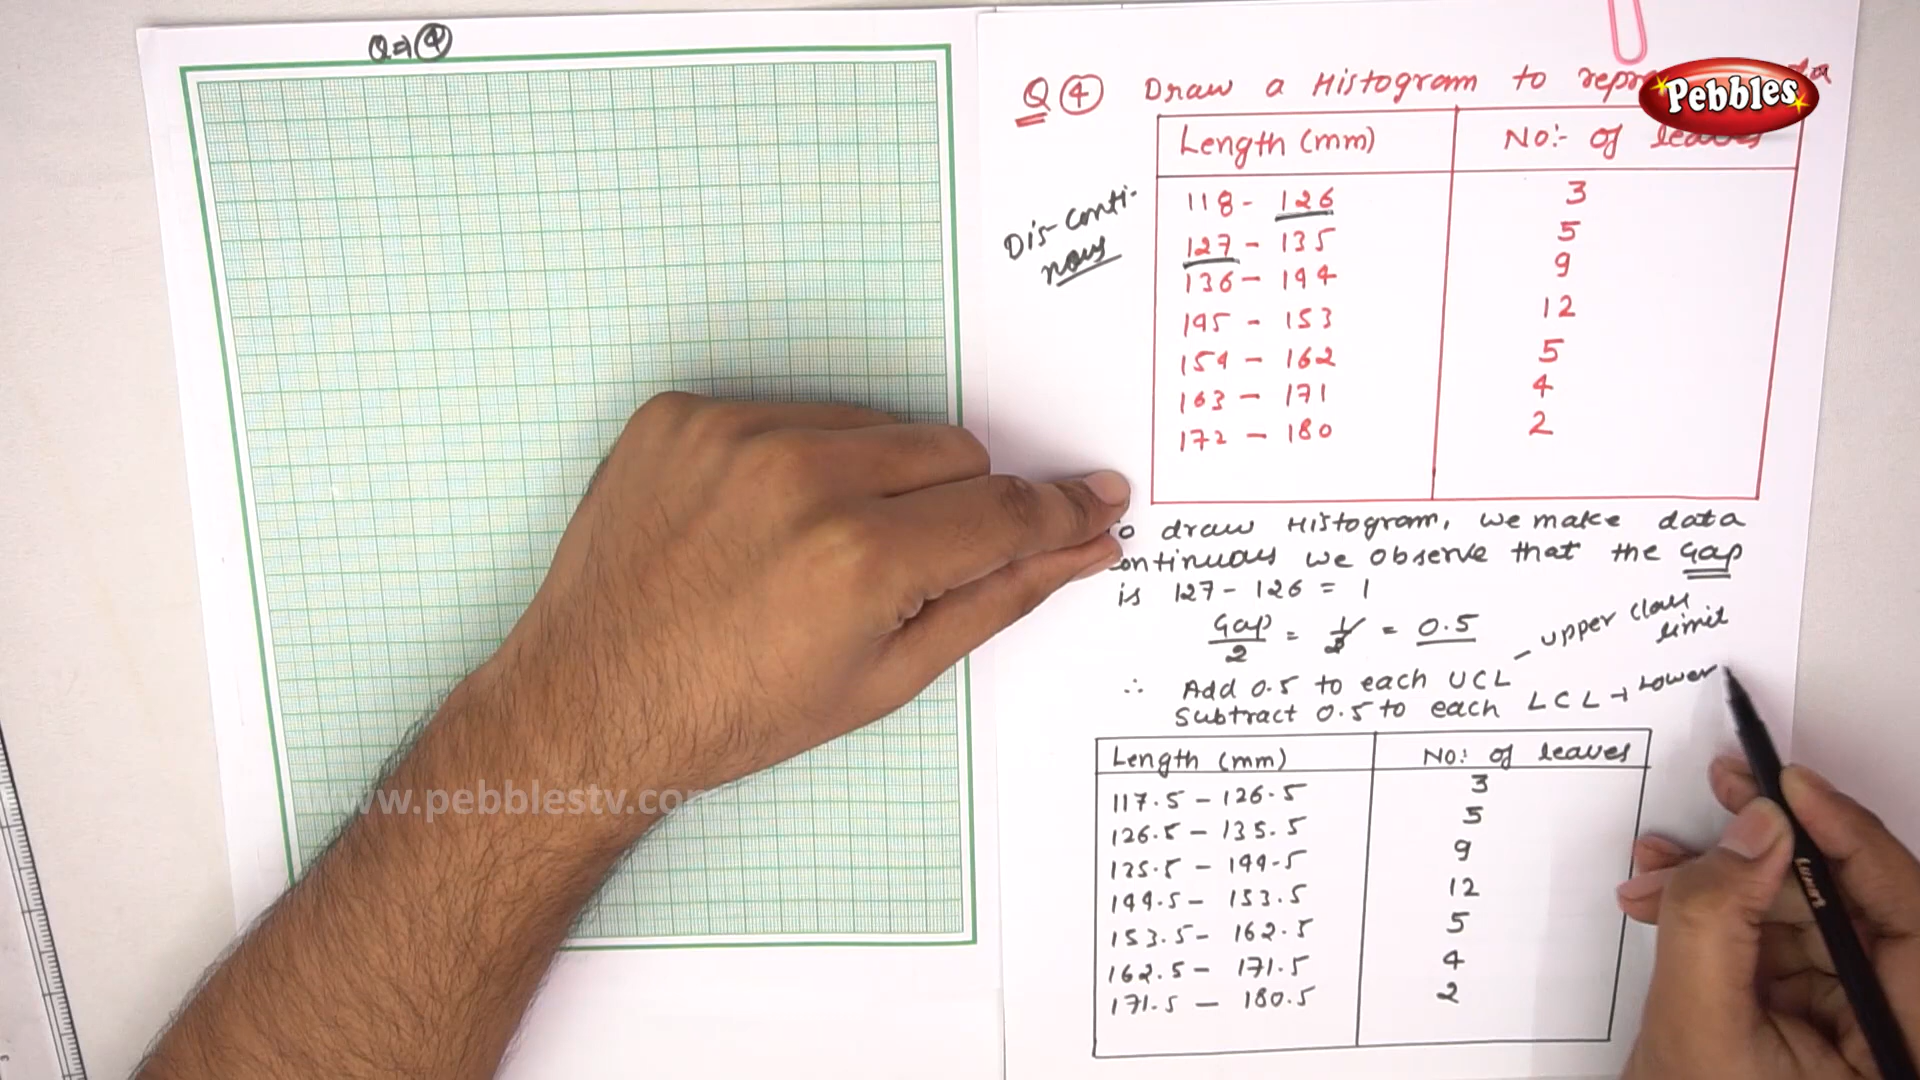 Q⇒④
Pebbles
Q ④ Draw a Histogram to
Length (mm) No:- of leaves
Dis-conti-
nous
118 - 126 3
127 - 135 5
136 - 144 9
145 - 153 12
154 - 162 5
163 - 171 4
172 - 180 2
draw Histogram, we make data
continuous we observe that the Gap
is 127 - 126 = 1
Gap/2 = 1/2 = 0.5
∴ Add 0.5 to each UCL - upper class limit
Subtract 0.5 to each LCL → Lower
Length (mm) No:- of leaves
117.5 - 126.5 3
126.5 - 135.5 5
135.5 - 144.5 9
144.5 - 153.5 12
153.5 - 162.5 5
162.5 - 171.5 4
171.5 - 180.5 2
www.pebblestv.com